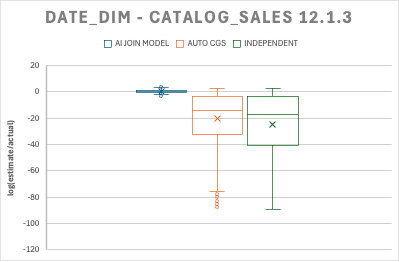 DATE_DIM - CATALOG_SALES 12.1.3
AI JOIN MODEL AUTO CGS INDEPENDENT
log(estimate/actual)
20
0
-20
-40
-60
-80
-100
-120